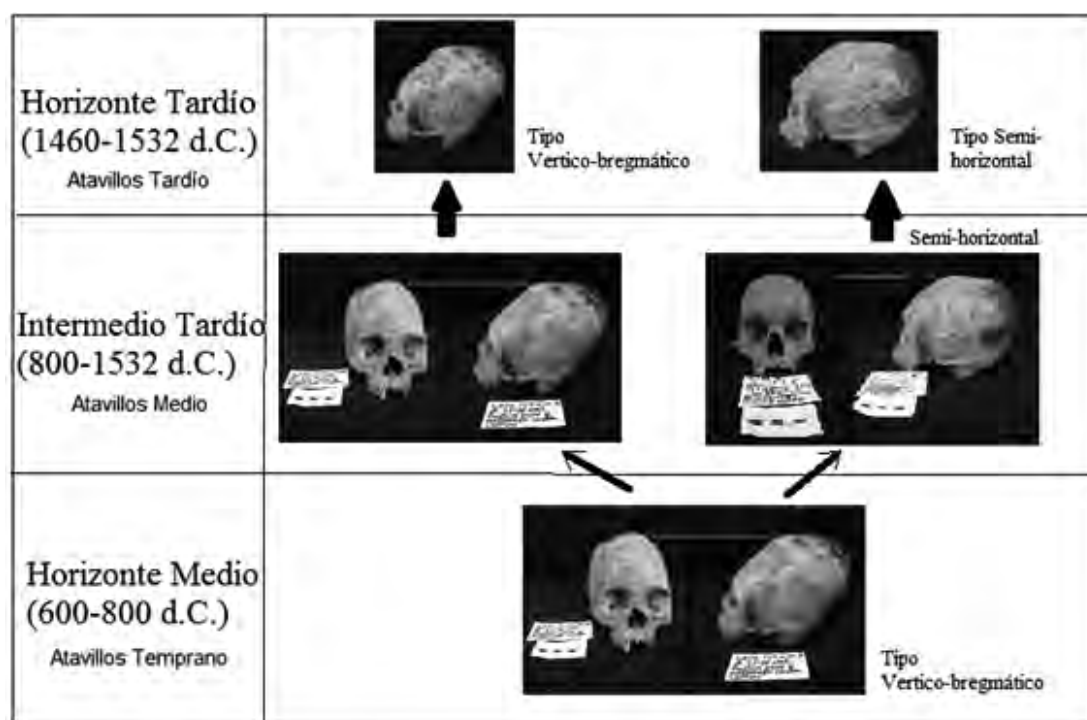 Horizonte Tardío
(1460-1532 d.C.)
Atavillos Tardío
Tipo
Vertico-bregmático
Tipo Semi-
horizontal
Semi-horizontal
Intermedio Tardío
(800-1532 d.C.)
Atavillos Medio
Horizonte Medio
(600-800 d.C.)
Atavillos Temprano
Tipo
Vertico-bregmático